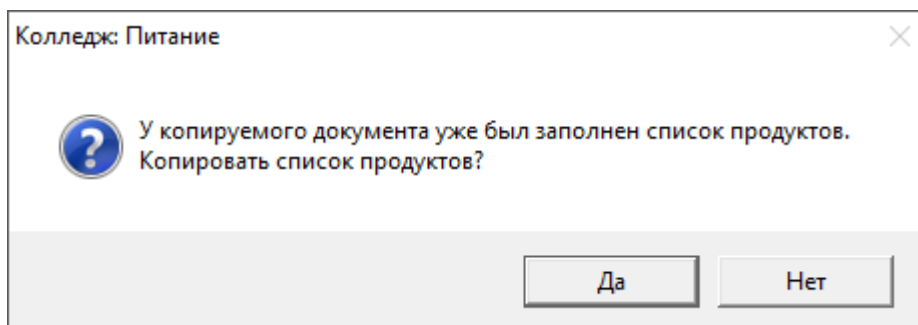 Колледж: Питание
У копируемого документа уже был заполнен список продуктов.
Копировать список продуктов?
Да
Нет